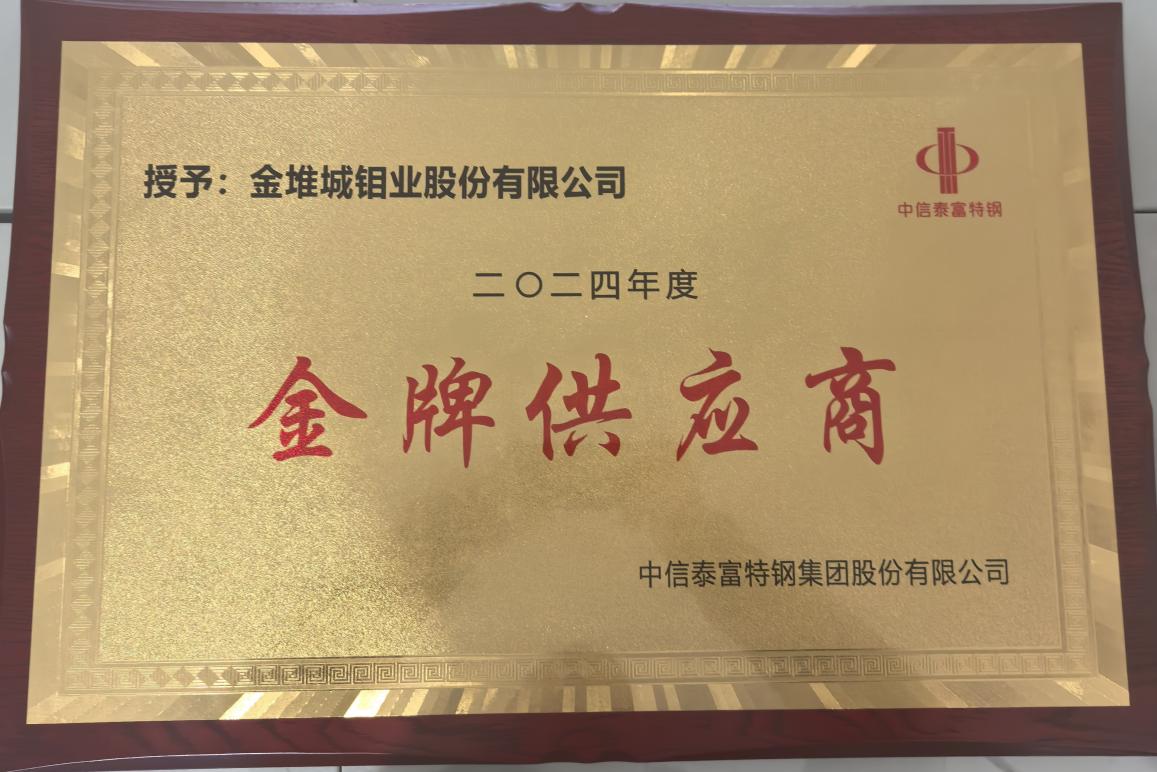 授予：金堆城钼业股份有限公司
中信泰富特钢
二〇二四年度
金牌供应商
中信泰富特钢集团股份有限公司